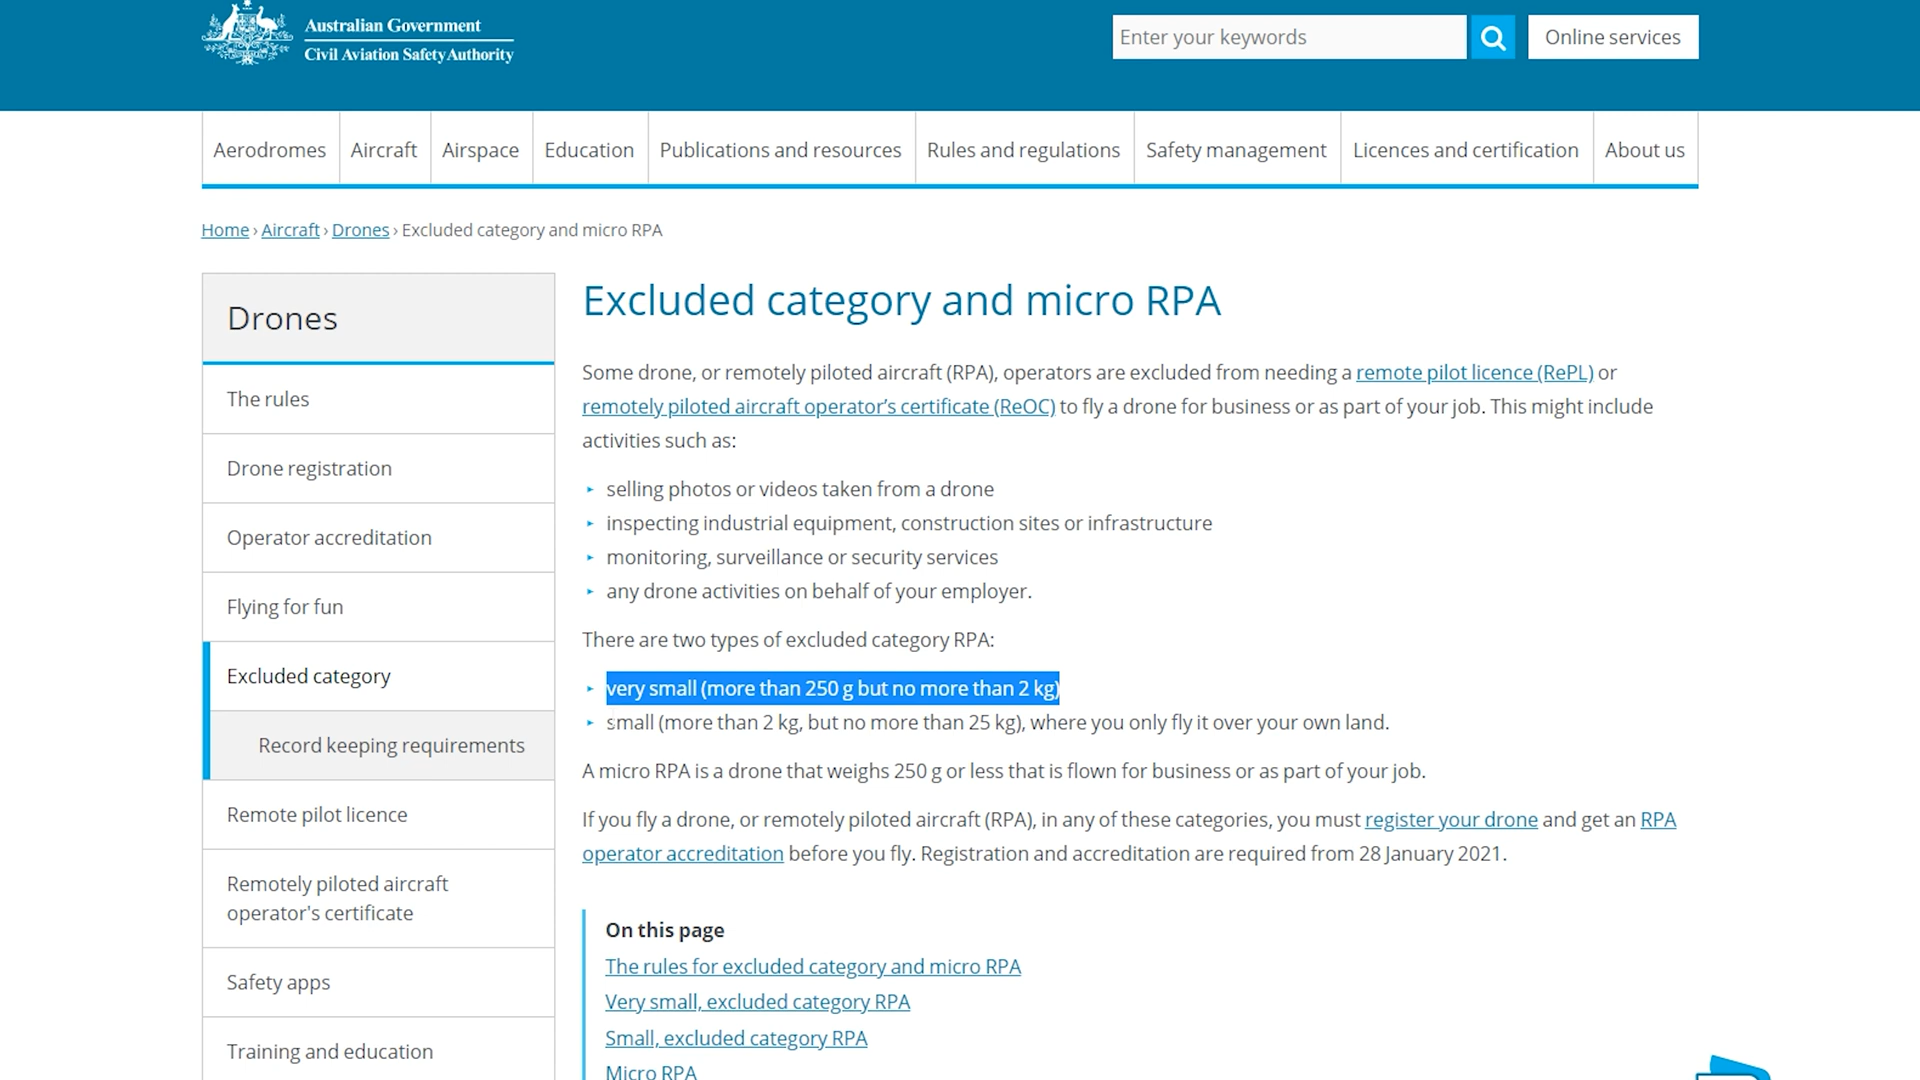 Australian Government
Civil Aviation Safety Authority
Enter your keywords
Online services
Aerodromes
Aircraft
Airspace
Education
Publications and resources
Rules and regulations
Safety management
Licences and certification
About us
Home › Aircraft › Drones › Excluded category and micro RPA
Drones
The rules
Drone registration
Operator accreditation
Flying for fun
Excluded category
Record keeping requirements
Remote pilot licence
Remotely piloted aircraft
operator's certificate
Safety apps
Training and education
Excluded category and micro RPA
Some drone, or remotely piloted aircraft (RPA), operators are excluded from needing a remote pilot licence (RePL) or
remotely piloted aircraft operator’s certificate (ReOC) to fly a drone for business or as part of your job. This might include
activities such as:
selling photos or videos taken from a drone
inspecting industrial equipment, construction sites or infrastructure
monitoring, surveillance or security services
any drone activities on behalf of your employer.
There are two types of excluded category RPA:
very small (more than 250 g but no more than 2 kg)
small (more than 2 kg, but no more than 25 kg), where you only fly it over your own land.
A micro RPA is a drone that weighs 250 g or less that is flown for business or as part of your job.
If you fly a drone, or remotely piloted aircraft (RPA), in any of these categories, you must register your drone and get an RPA
operator accreditation before you fly. Registration and accreditation are required from 28 January 2021.
On this page
The rules for excluded category and micro RPA
Very small, excluded category RPA
Small, excluded category RPA
Micro RPA